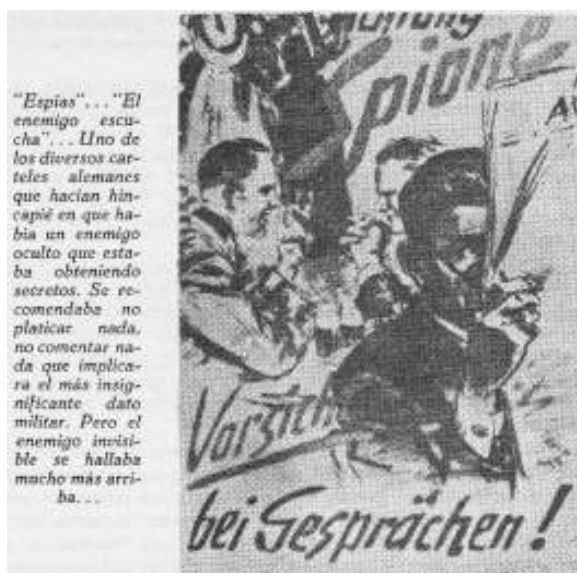 "Espías"... "El
enemigo escu-
cha"... Uno de
los diversos car-
teles alemanes
que hacían hin-
capié en que ha-
bía un enemigo
oculto que esta-
ba obteniendo
secretos. Se re-
comendaba no
platicar nada,
no comentar na-
da que implica-
ra el más insig-
nificante dato
militar. Pero el
enemigo invisi-
ble se hallaba
mucho más arri-
ba...
Spione
Vorsicht
bei Gesprächen!